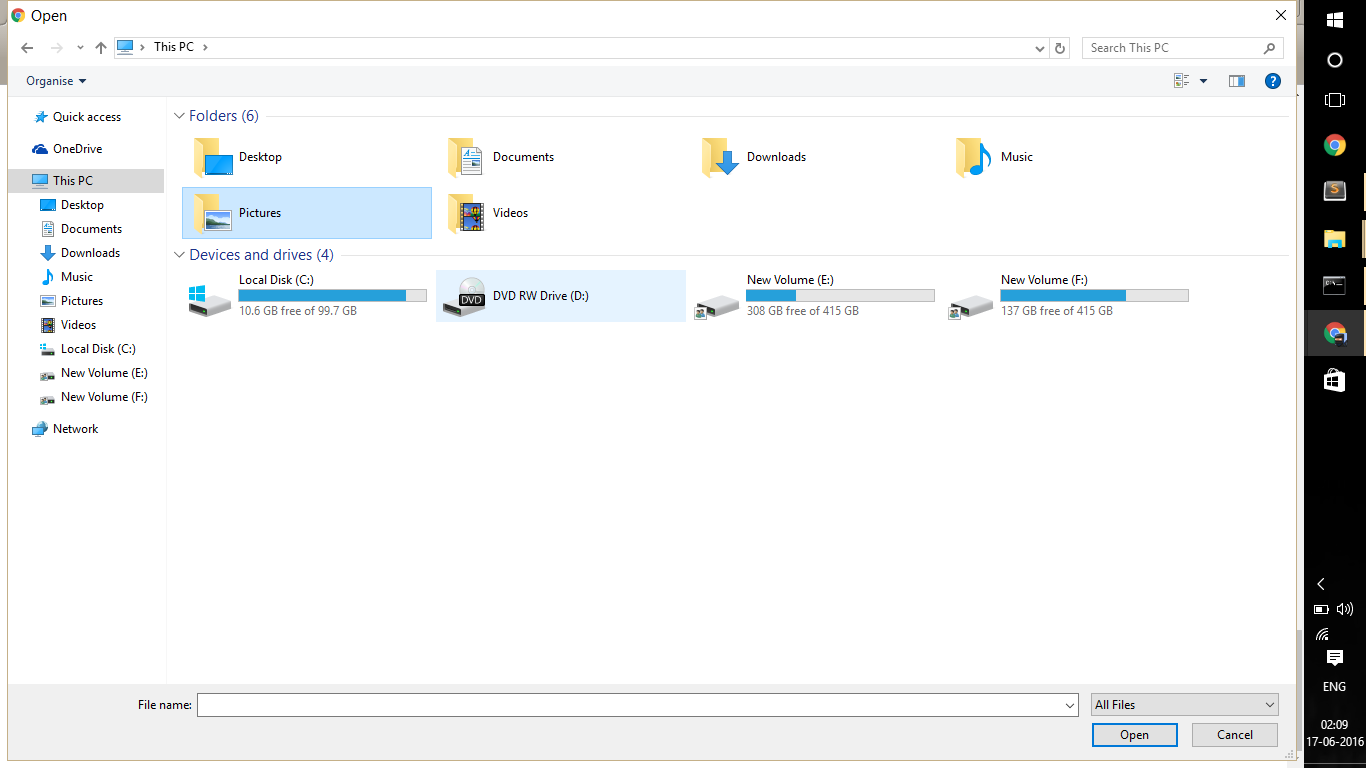 Open
This PC
Search This PC
Organise
Quick access
OneDrive
This PC
Desktop
Documents
Downloads
Music
Pictures
Videos
Local Disk (C:)
New Volume (E:)
New Volume (F:)
Network
Folders (6)
Desktop
Documents
Downloads
Music
Pictures
Videos
Devices and drives (4)
Local Disk (C:)
10.6 GB free of 99.7 GB
DVD
DVD RW Drive (D:)
New Volume (E:)
308 GB free of 415 GB
New Volume (F:)
137 GB free of 415 GB
File name:
All Files
Open
Cancel
ENG
02:09
17-06-2016